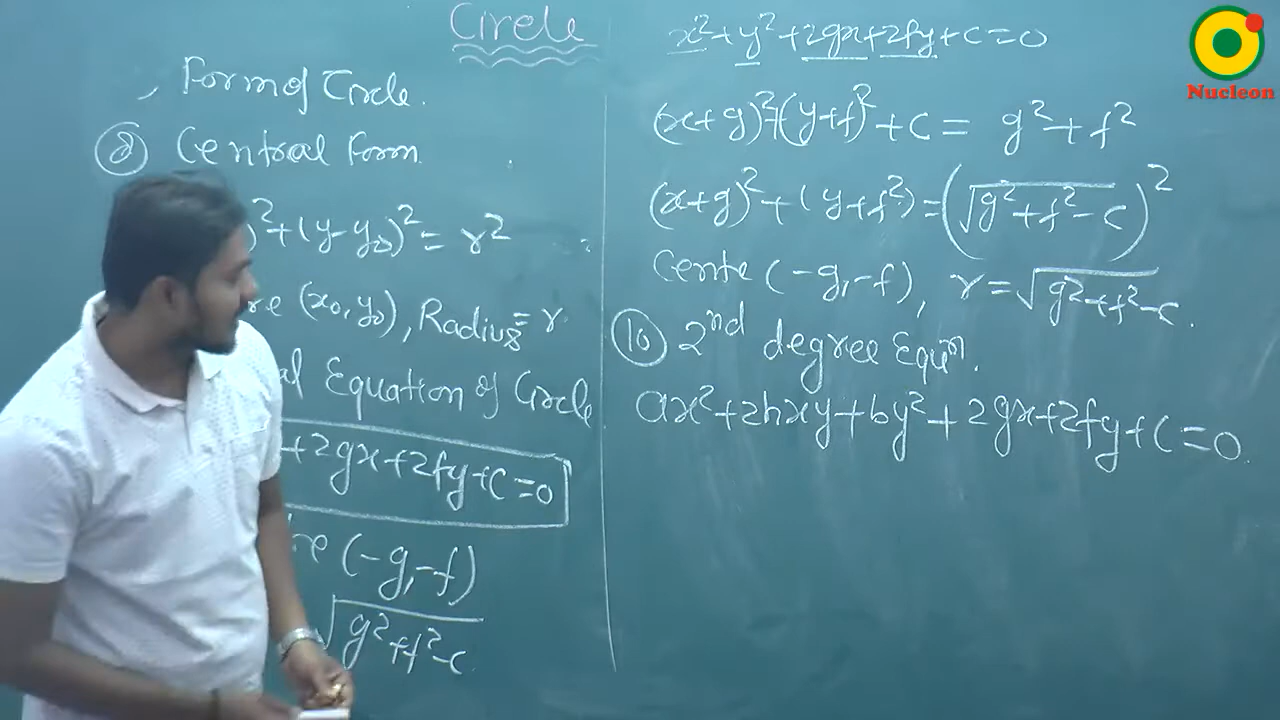 Circle
Form of Circle.
(8) Central Form
)²+(y-y₀)²= r²
re (x₀,y₀), Radius = r
al Equation of Circle
+2gx+2fy+c=0
re (-g,-f)
√g²+f²-c
x²+y²+2gx+2fy+c=0
(x+g)²+(y+f)²+c= g²+f²
(x+g)²+(y+f²)=(√g²+f²-c)²
Cente (-g,-f), r=√g²+f²-c.
(10) 2nd degree Equn.
ax²+2hxy+by²+2gx+2fy+c=0.
Nucleon